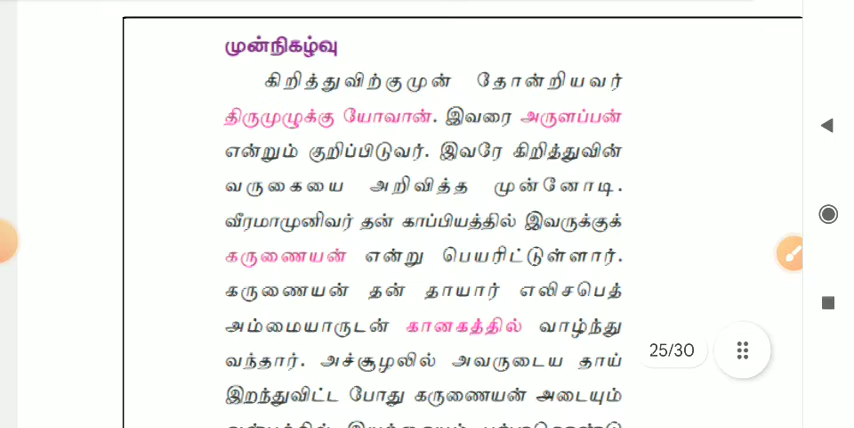 முன்நிகழ்வு
கிறித்துவிற்குமுன் தோன்றியவர்
திருமுழுக்கு யோவான். இவரை அருளப்பன்
என்றும் குறிப்பிடுவர். இவரே கிறித்துவின்
வருகையை அறிவித்த முன்னோடி.
வீரமாமுனிவர் தன் காப்பியத்தில் இவருக்குக்
கருணையன் என்று பெயரிட்டுள்ளார்.
கருணையன் தன் தாயார் எலிசபெத்
அம்மையாருடன் கானகத்தில் வாழ்ந்து
வந்தார். அச்சூழலில் அவருடைய தாய்
25/30
இறந்துவிட்ட போது கருணையன் அடையும்